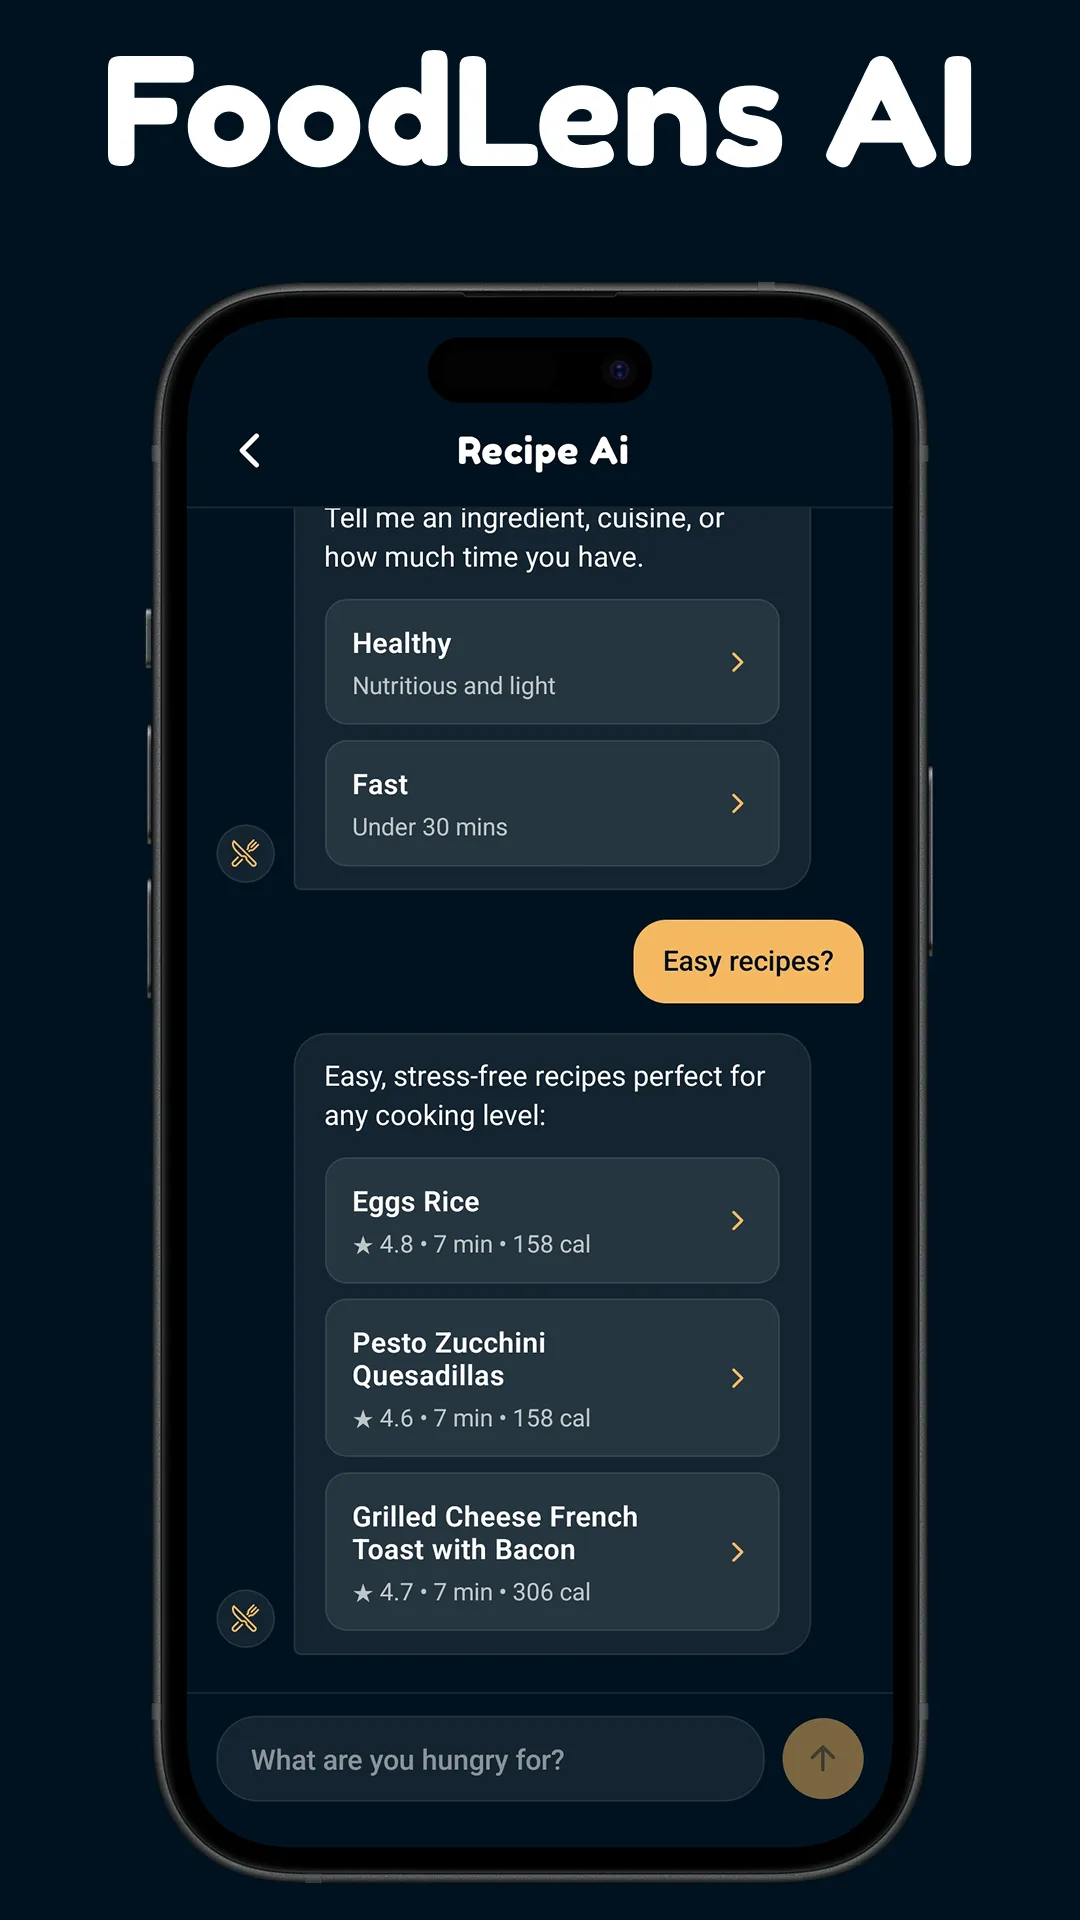 FoodLens AI
Recipe Ai
Tell me an ingredient, cuisine, or
how much time you have.
Healthy
Nutritious and light
Fast
Under 30 mins
Easy recipes?
Easy, stress-free recipes perfect for
any cooking level:
Eggs Rice
★ 4.8 • 7 min • 158 cal
Pesto Zucchini
Quesadillas
★ 4.6 • 7 min • 158 cal
Grilled Cheese French
Toast with Bacon
★ 4.7 • 7 min • 306 cal
What are you hungry for?